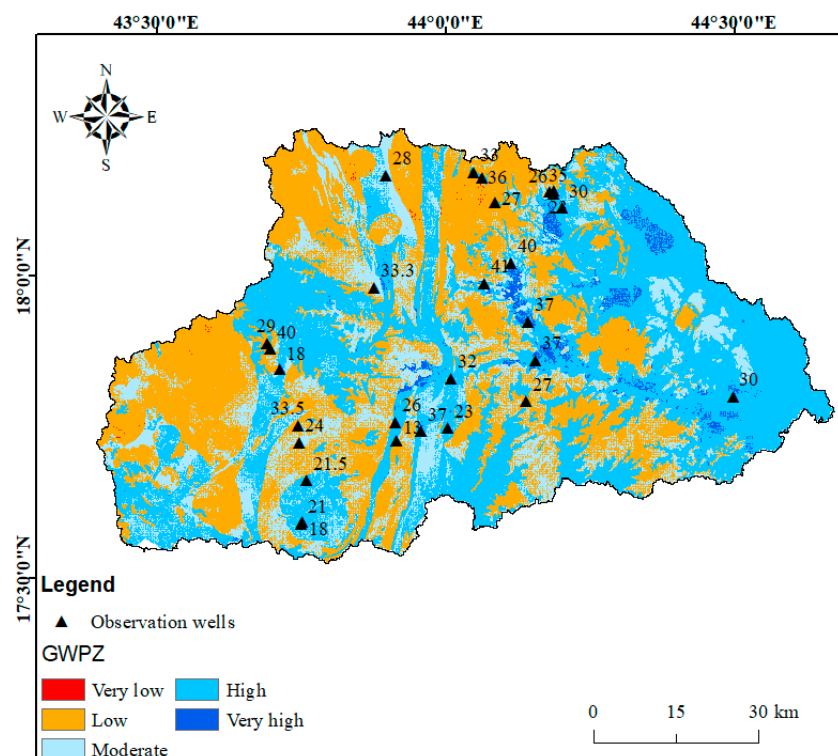 43°30'0"E 44°0'0"E 44°30'0"E
N
W E
S
28
33
36
27
26 35
30
40
41
33.3
18°0'0"N
37
29 40
18
37
32
30
27
33.5
24
26
13
37
23
21.5
21
18
17°30'0"N
Legend
Observation wells
GWPZ
Very low High
Low Very high
Moderate
0 15 30 km